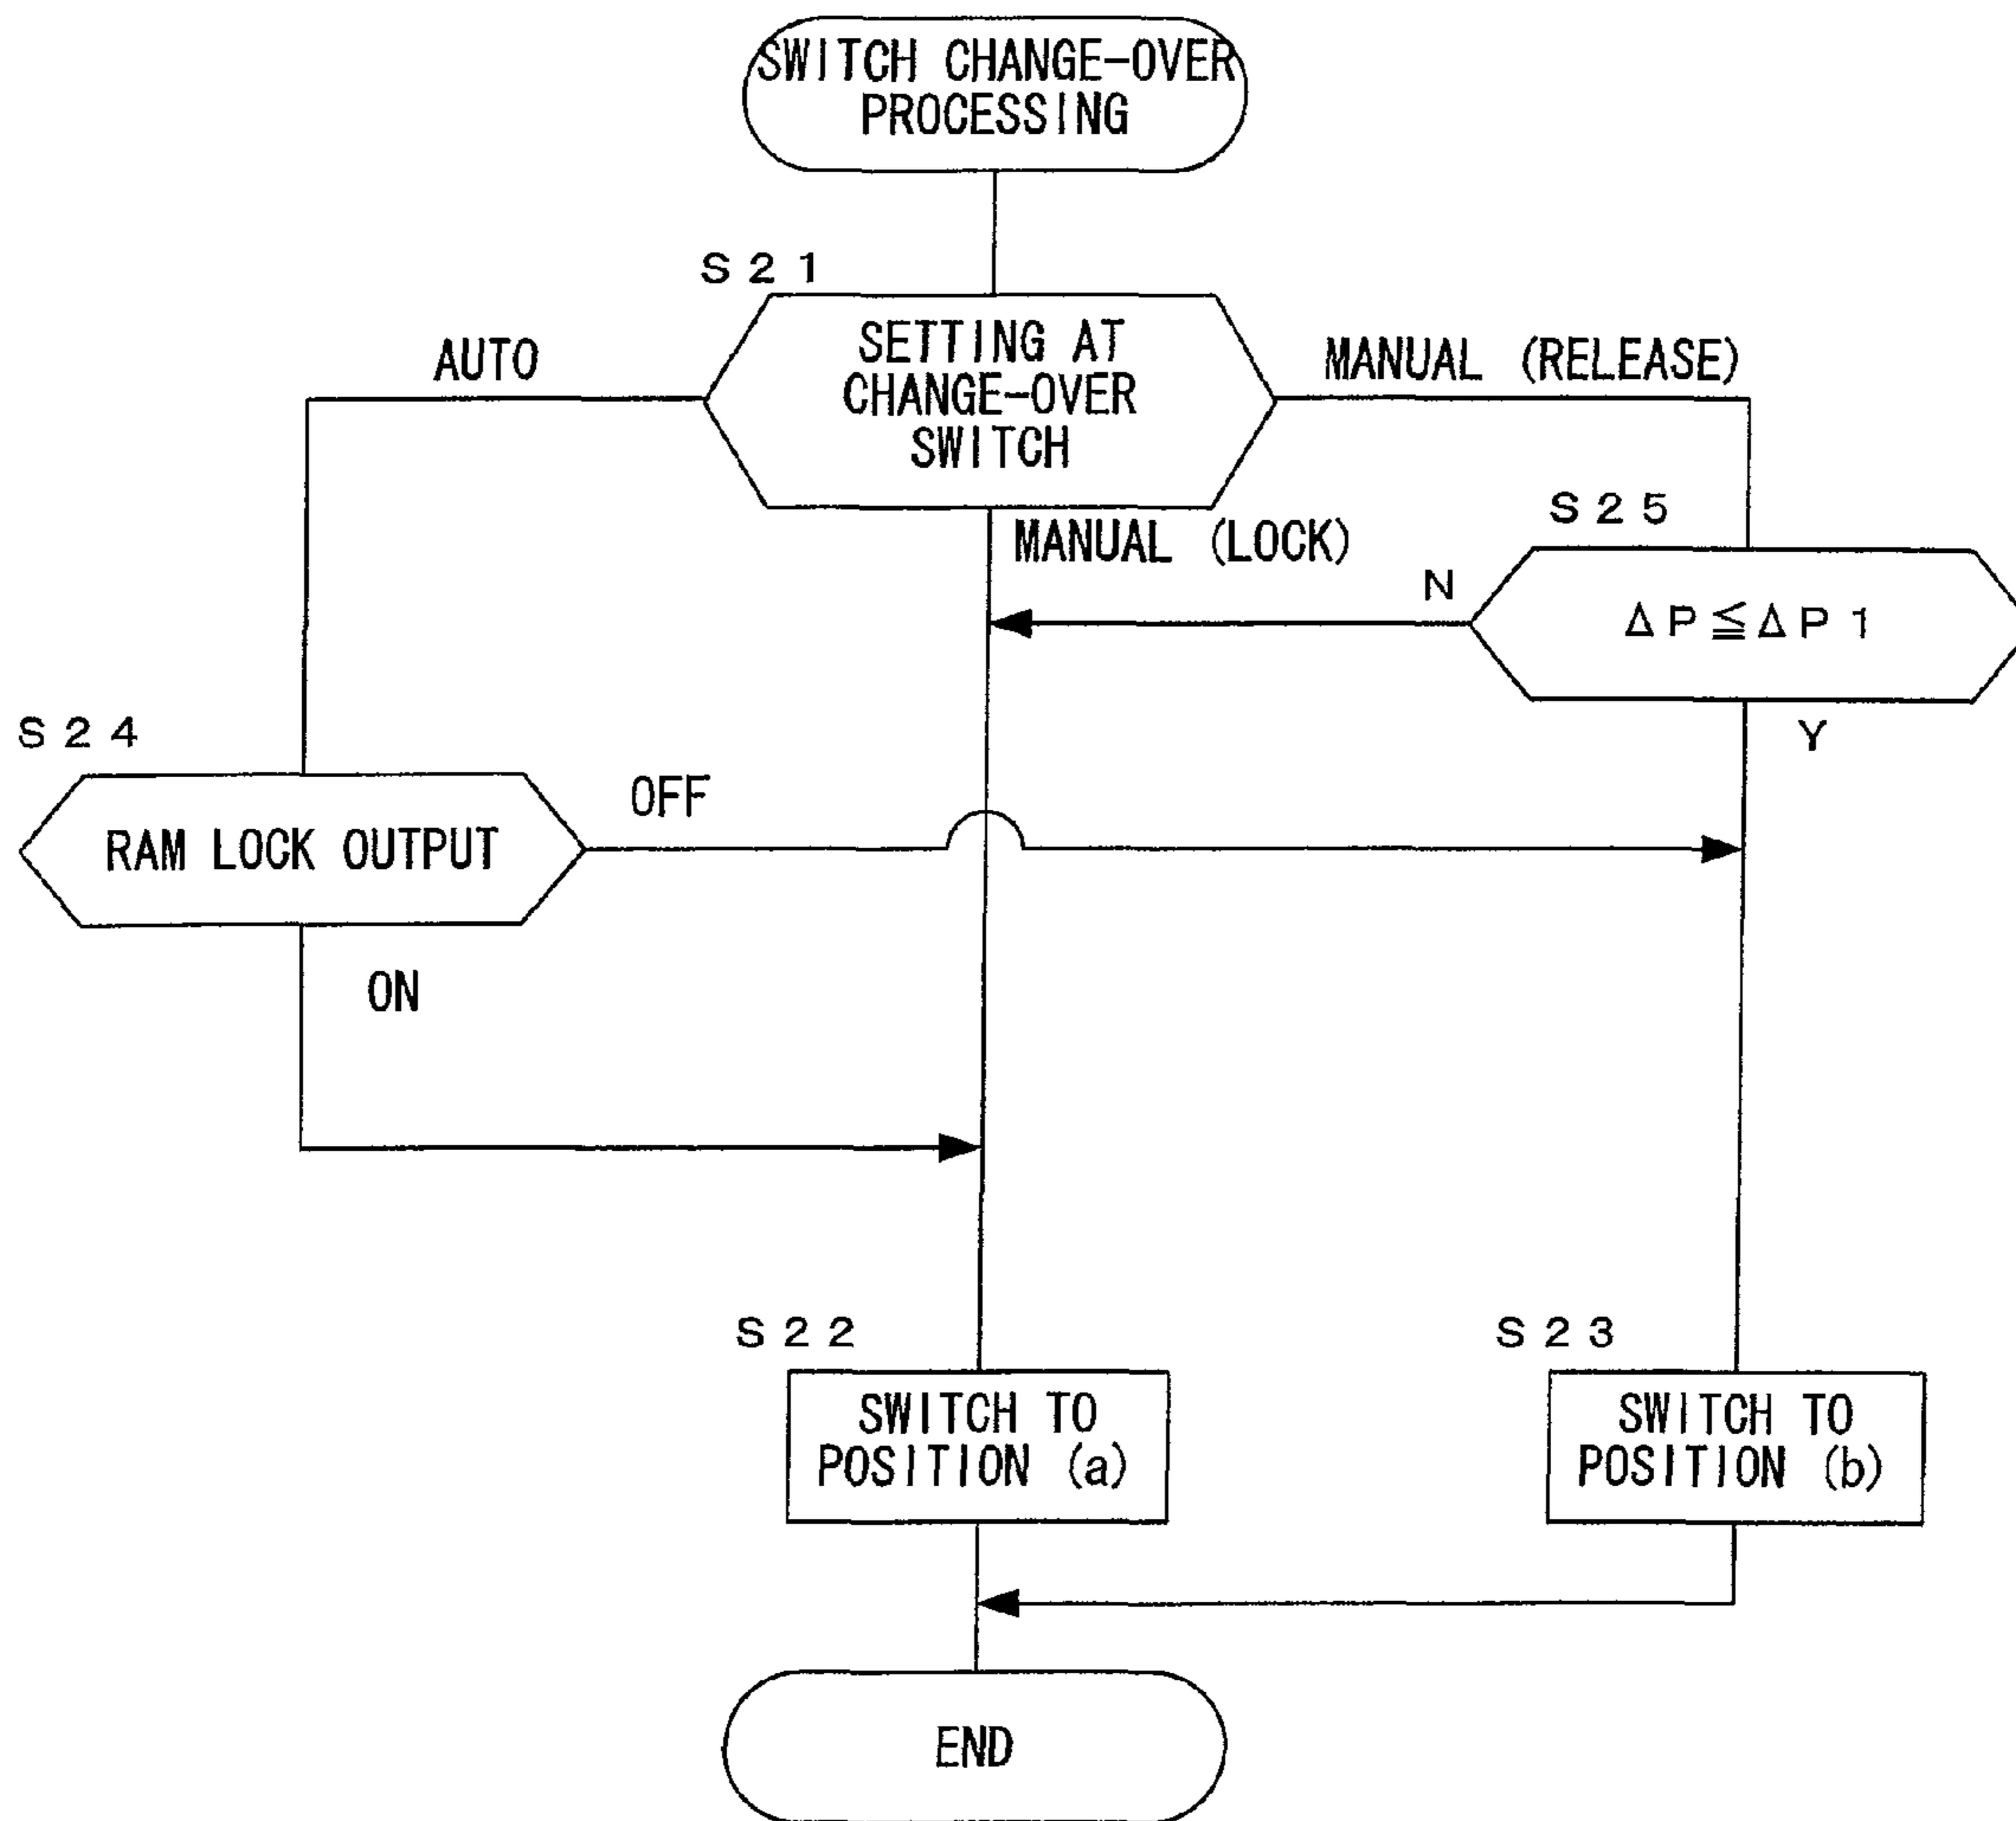 SWITCH CHANGE-OVER
PROCESSING
S21
SETTING AT
CHANGE-OVER
SWITCH
AUTO
MANUAL (RELEASE)
MANUAL (LOCK)
S25
N
ΔP≦ΔP1
Y
S24
RAM LOCK OUTPUT
OFF
ON
S22
SWITCH TO
POSITION (a)
S23
SWITCH TO
POSITION (b)
END